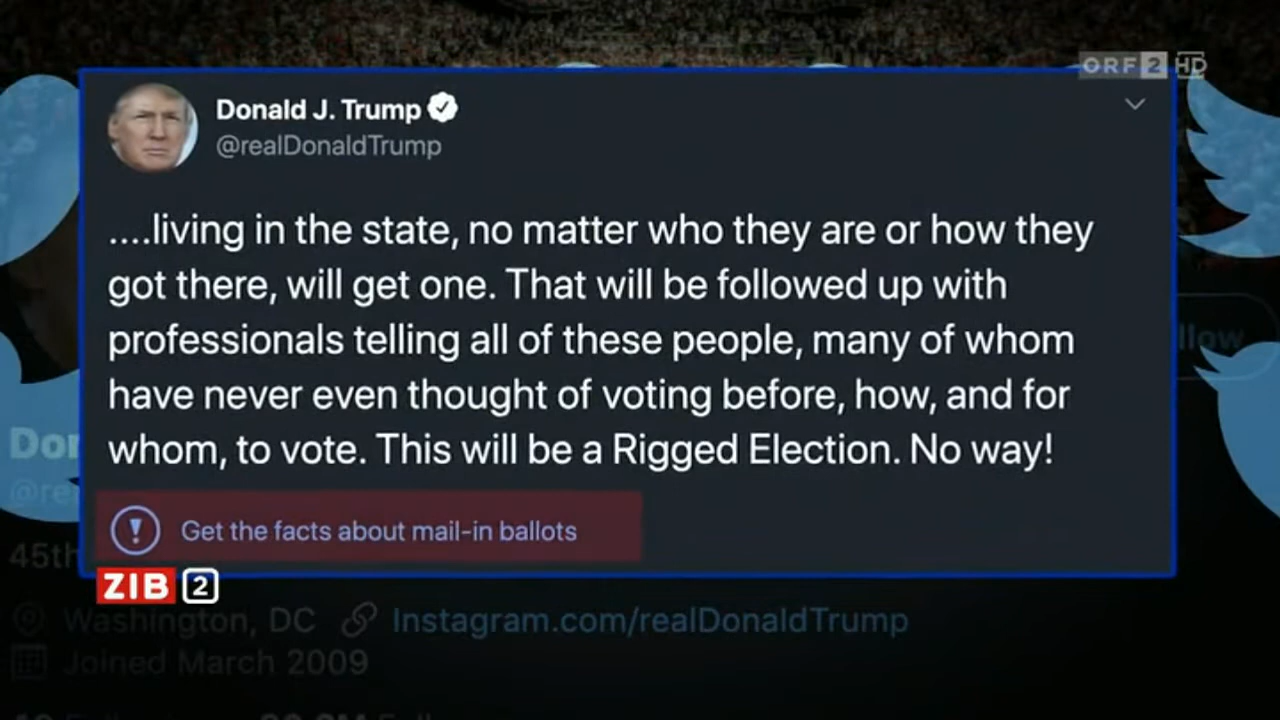 ORF 2 HD
Donald J. Trump
@realDonaldTrump
....living in the state, no matter who they are or how they
got there, will get one. That will be followed up with
professionals telling all of these people, many of whom
have never even thought of voting before, how, and for
whom, to vote. This will be a Rigged Election. No way!
Get the facts about mail-in ballots
ZIB 2
45th
Washington, DC Instagram.com/realDonaldTrump
Joined March 2009